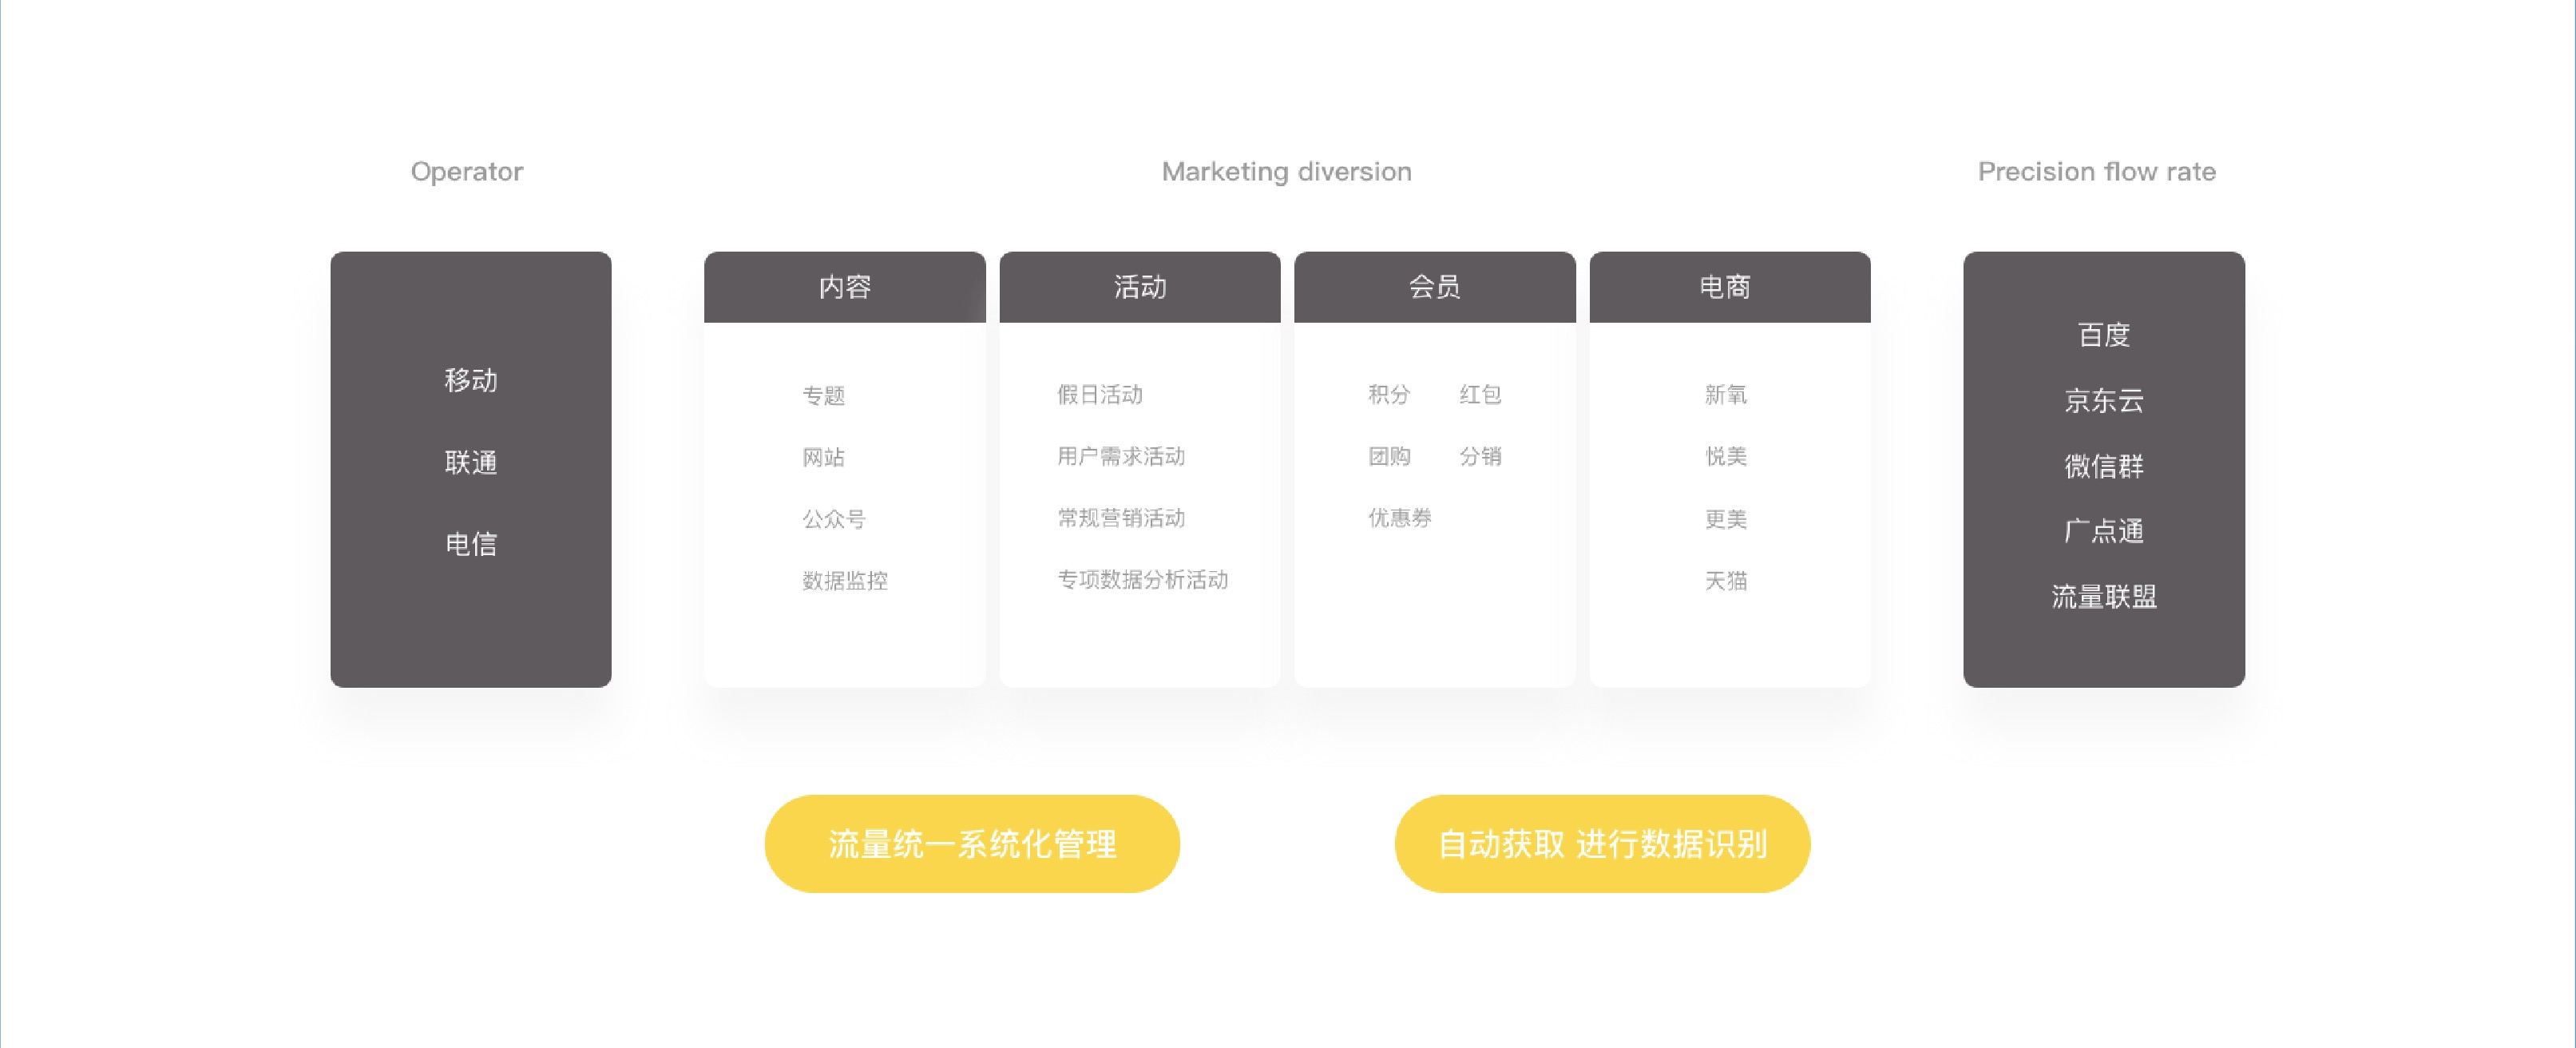 Operator
移动
联通
电信
Marketing diversion
内容
专题
网站
公众号
数据监控
活动
假日活动
用户需求活动
常规营销活动
专项数据分析活动
会员
积分 红包
团购 分销
优惠券
电商
新氧
悦美
更美
天猫
Precision flow rate
百度
京东云
微信群
广点通
流量联盟
流量统一系统化管理
自动获取 进行数据识别